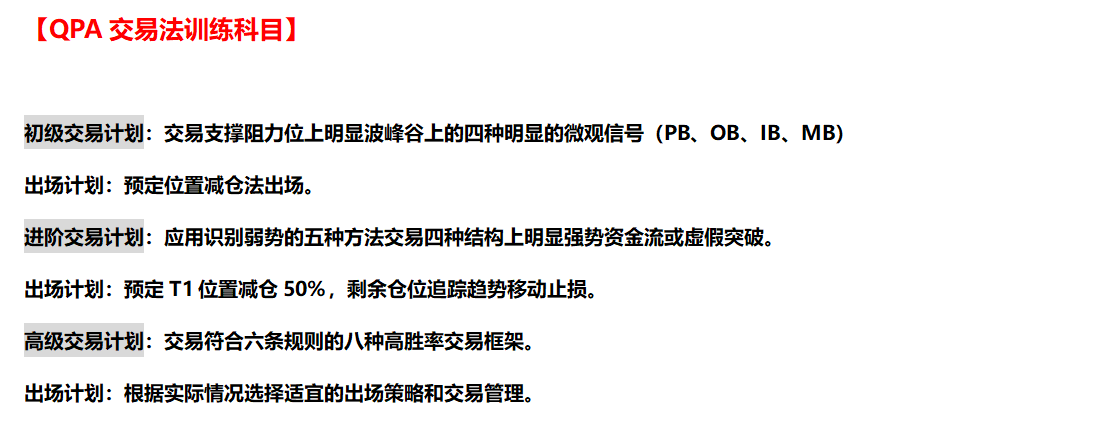 【QPA 交易法训练科目】
初级交易计划：交易支撑阻力位上明显波峰谷上的四种明显的微观信号（PB、OB、IB、MB）
出场计划：预定位置减仓法出场。
进阶交易计划：应用识别弱势的五种方法交易四种结构上明显强势资金流或虚假突破。
出场计划：预定 T1 位置减仓 50%，剩余仓位追踪趋势移动止损。
高级交易计划：交易符合六条规则的八种高胜率交易框架。
出场计划：根据实际情况选择适宜的出场策略和交易管理。